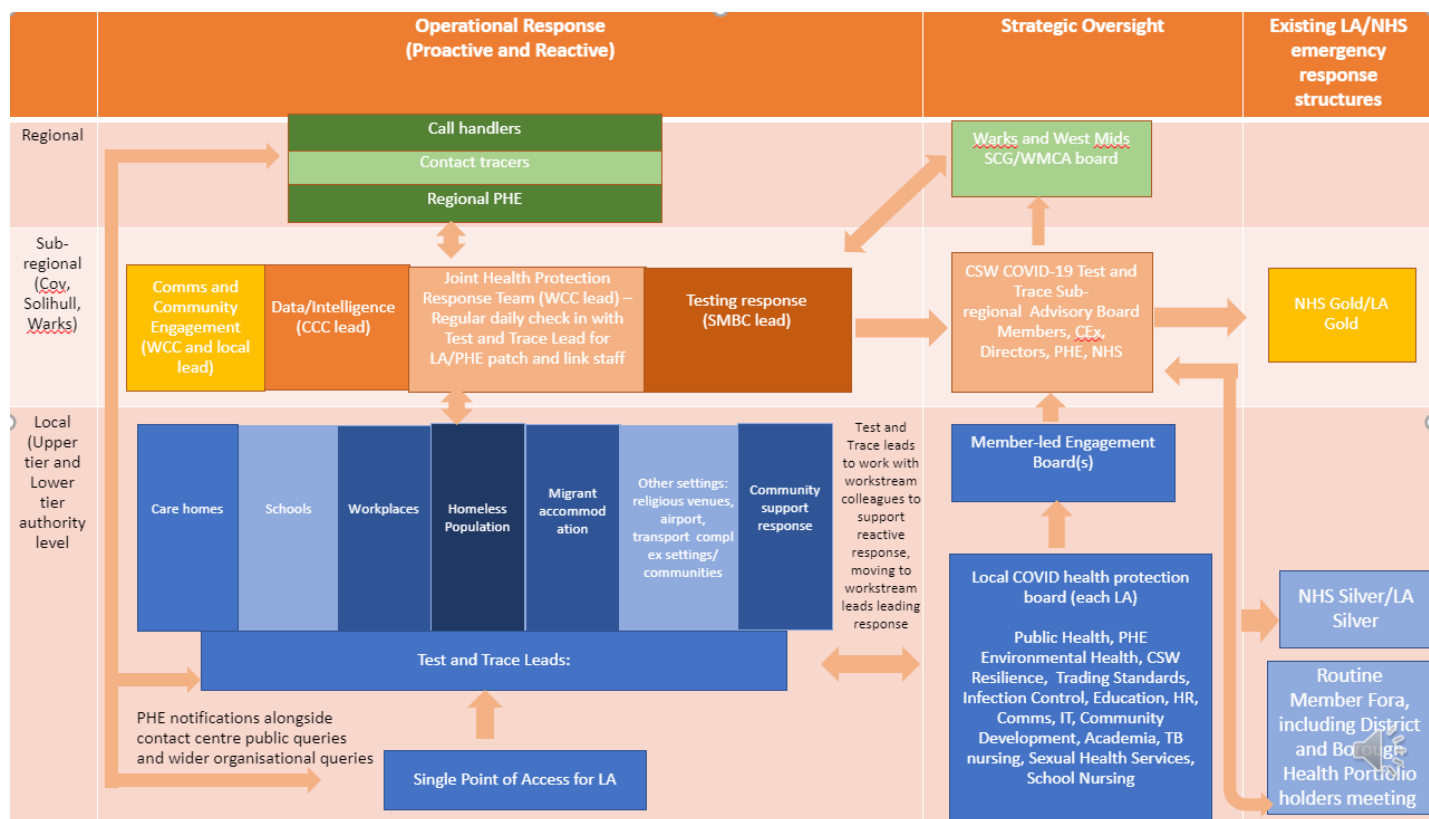 Operational Response
(Proactive and Reactive)
Strategic Oversight
Existing LA/NHS
emergency
response
structures
Regional
Call handlers
Contact tracers
Regional PHE
Warks and West Mids
SCG/WMCA board
Sub-
regional
(Cov,
Solihull,
Warks)
Comms and
Community
Engagement
(WCC and local
lead)
Data/Intelligence
(CCC lead)
Joint Health Protection
Response Team (WCC lead) –
Regular daily check in with
Test and Trace Lead for
LA/PHE patch and link staff
Testing response
(SMBC lead)
CSW COVID-19 Test and
Trace Sub-
regional Advisory Board
Members, CEx,
Directors, PHE, NHS
NHS Gold/LA
Gold
Local
(Upper
tier and
Lower
tier
authority
level
Care homes
Schools
Workplaces
Homeless
Population
Migrant
accommod
ation
Other settings:
religious venues,
airport,
transport compl
ex settings/
communities
Community
support
response
Test and
Trace leads
to work with
workstream
colleagues to
support
reactive
response,
moving to
workstream
leads leading
response
Member-led Engagement
Board(s)
Local COVID health protection
board (each LA)
Public Health, PHE
Environmental Health, CSW
Resilience, Trading Standards,
Infection Control, Education, HR,
Comms, IT, Community
Development, Academia, TB
nursing, Sexual Health Services,
School Nursing
NHS Silver/LA
Silver
Routine
Member Fora,
including District
and Borough
Health Portfolio
holders meeting
Test and Trace Leads:
PHE notifications alongside
contact centre public queries
and wider organisational queries
Single Point of Access for LA